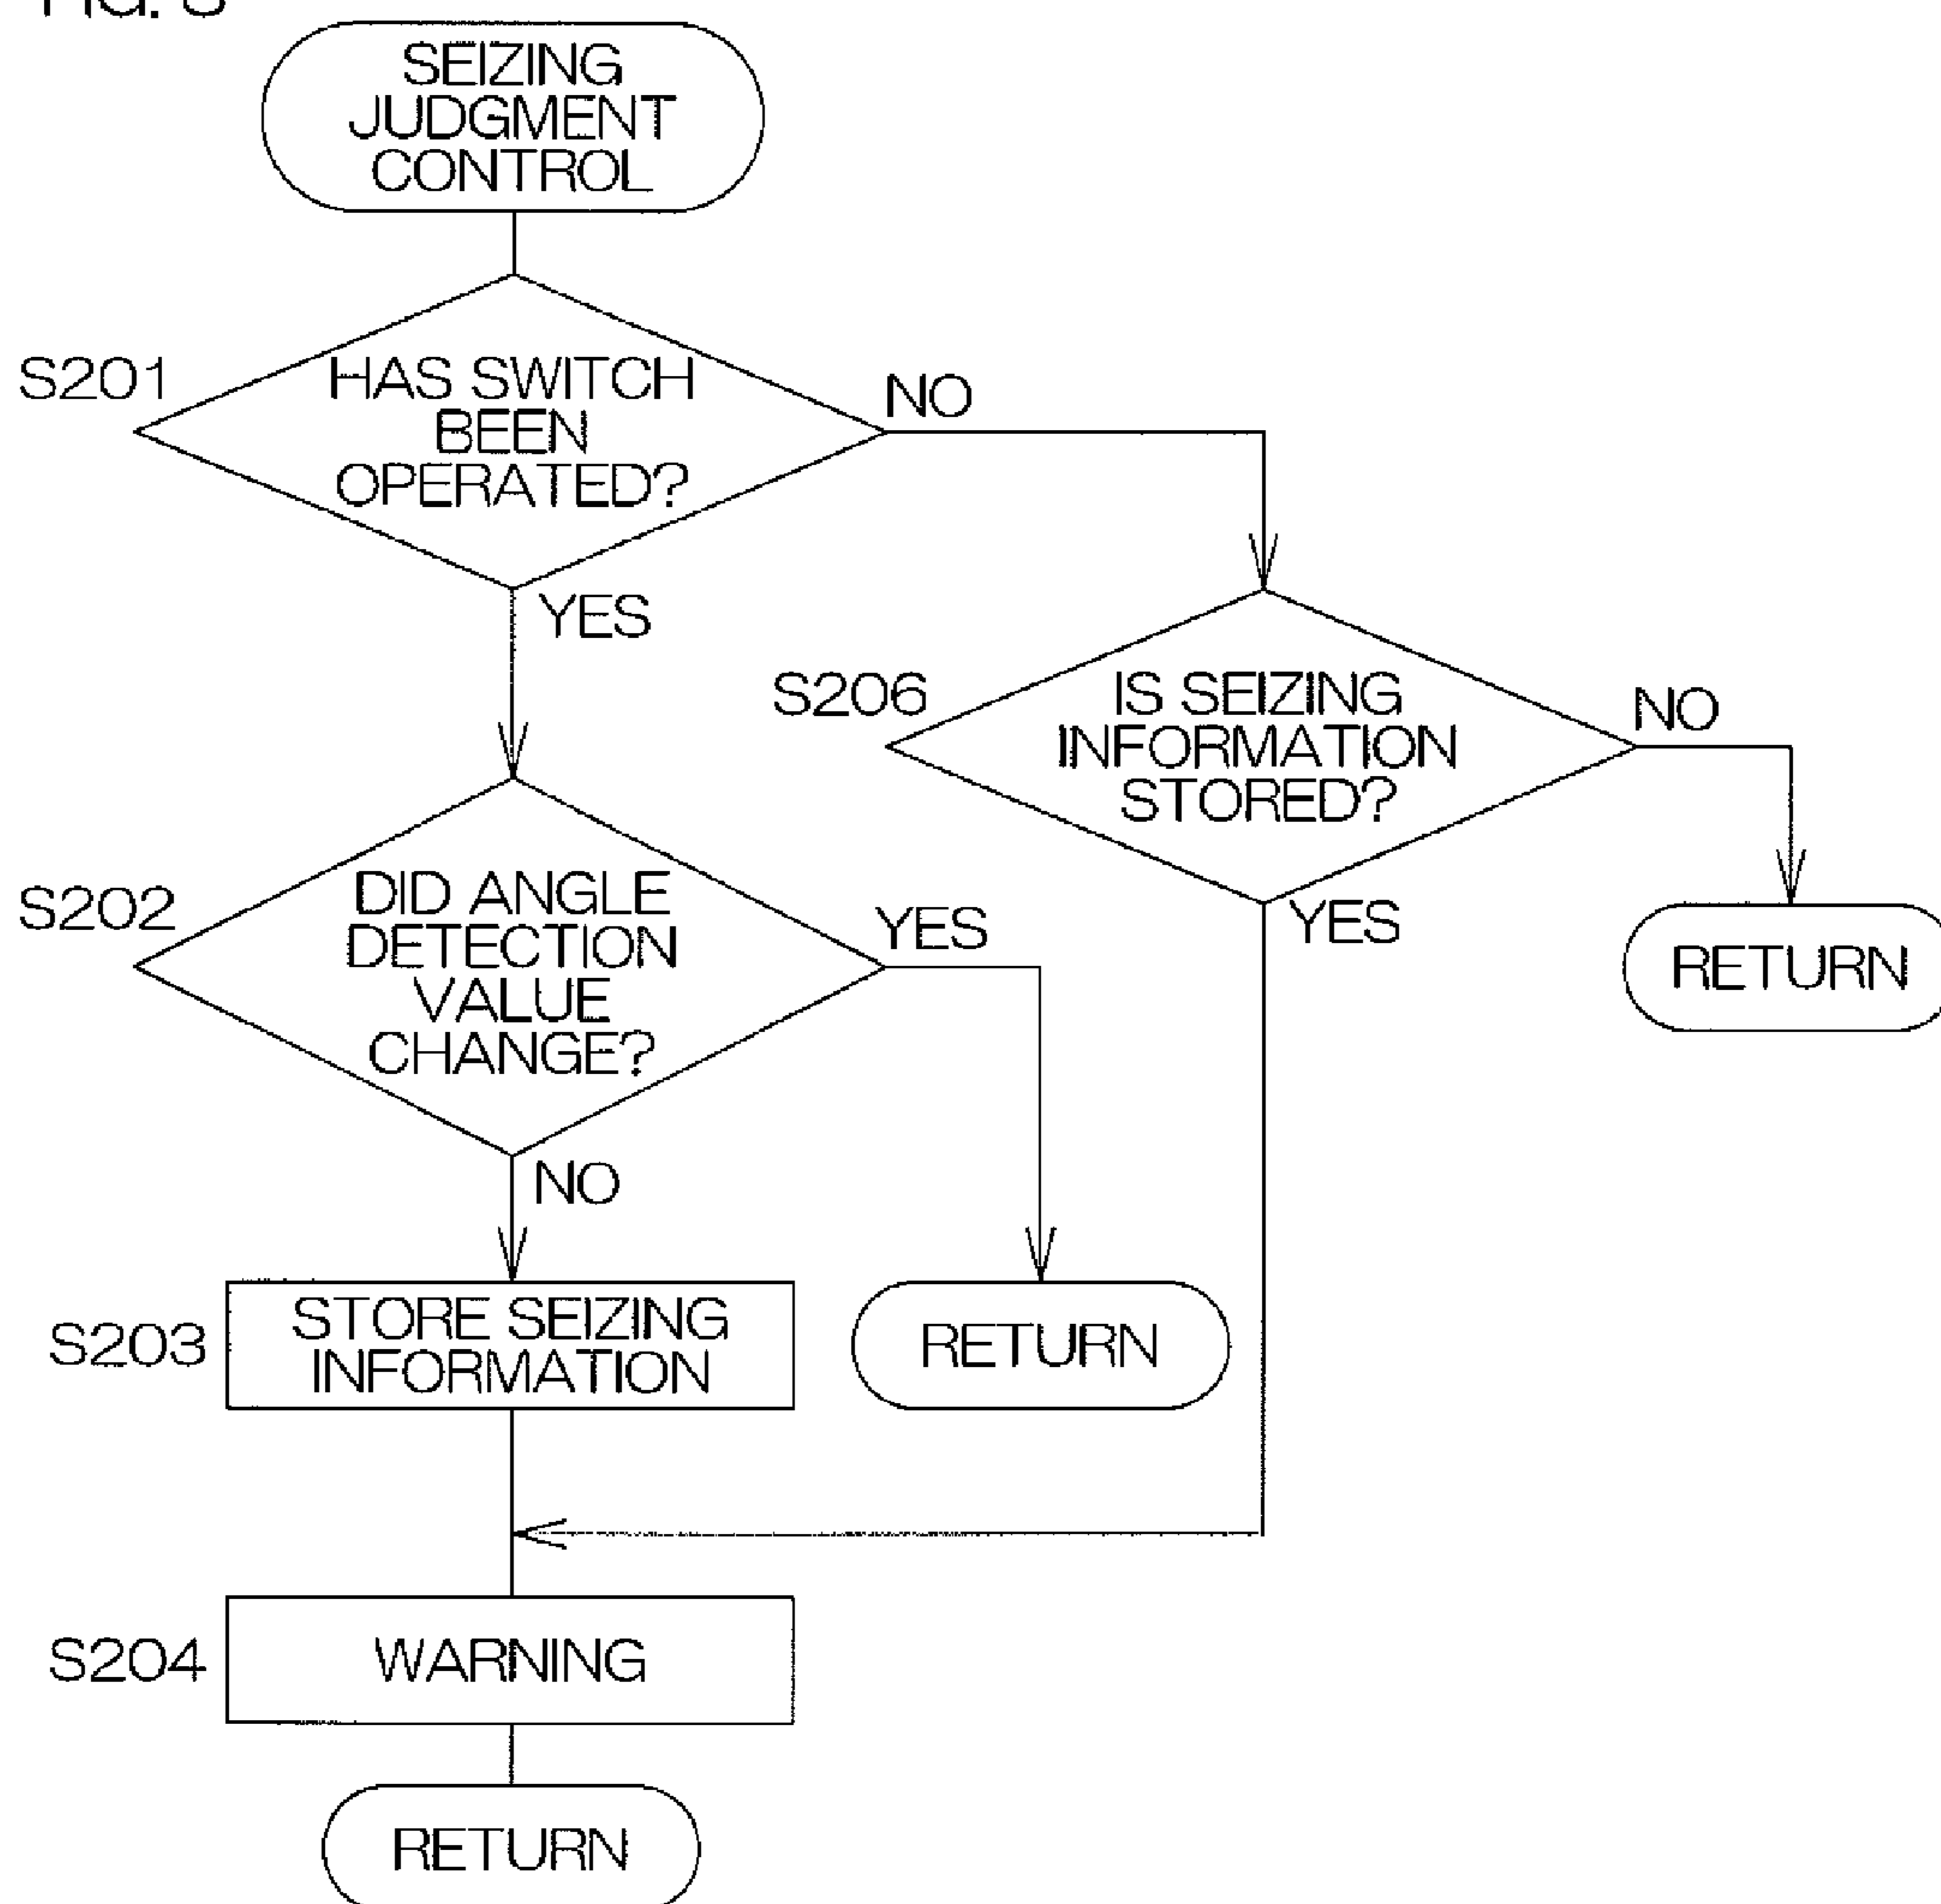 SEIZING
JUDGMENT
CONTROL
S201
HAS SWITCH
BEEN
OPERATED?
NO
YES
S206
IS SEIZING
INFORMATION
STORED?
NO
YES
RETURN
S202
DID ANGLE
DETECTION
VALUE
CHANGE?
YES
NO
S203
STORE SEIZING
INFORMATION
RETURN
S204
WARNING
RETURN